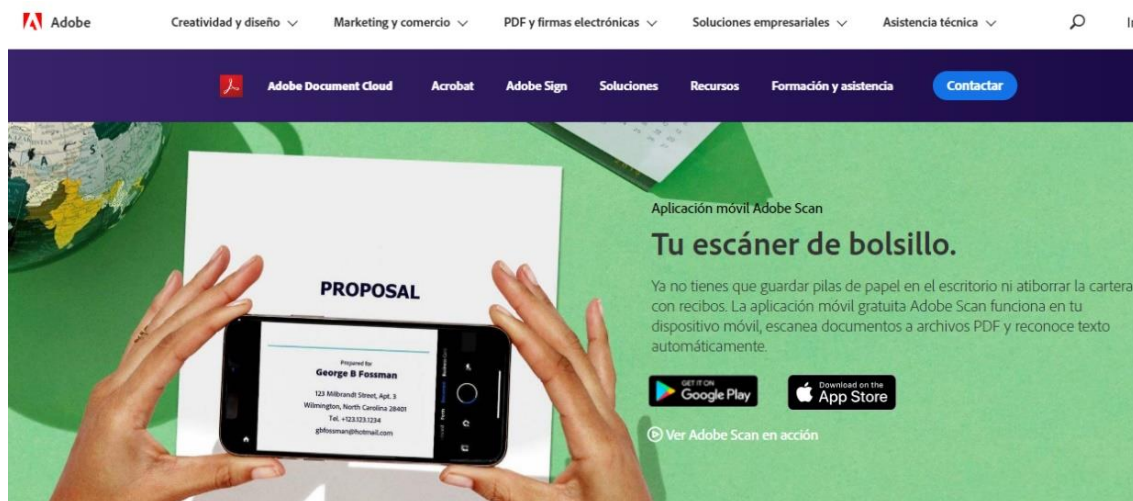 Adobe
Creatividad y diseño
Marketing y comercio
PDF y firmas electrónicas
Soluciones empresariales
Asistencia técnica
Adobe Document Cloud
Acrobat
Adobe Sign
Soluciones
Recursos
Formación y asistencia
Contactar
Aplicación móvil Adobe Scan
Tu escáner de bolsillo.
Ya no tienes que guardar pilas de papel en el escritorio ni atiborrar la cartera
con recibos. La aplicación móvil gratuita Adobe Scan funciona en tu
dispositivo móvil, escanea documentos a archivos PDF y reconoce texto
automáticamente.
GET IT ON
Google Play
Download on the
App Store
Ver Adobe Scan en acción
PROPOSAL
Prepared for
George B Fossman
123 Milbrandt Street, Apt. 3
Wilmington, North Carolina 28401
Tel. +123.123.1234
gbfossman@hotmail.com